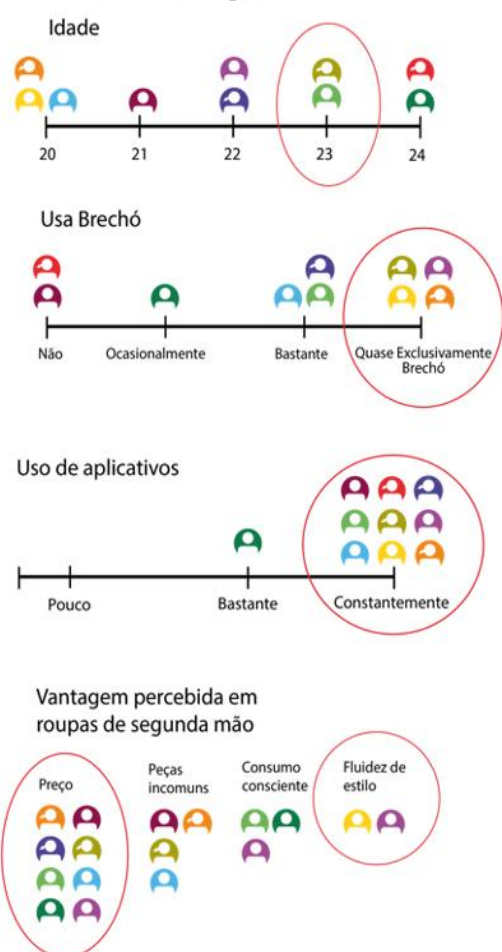 Idade
20 21 22 23 24
Usa Brechó
Não Ocasionalmente Bastante Quase Exclusivamente
Brechó
Uso de aplicativos
Pouco Bastante Constantemente
Vantagem percebida em
roupas de segunda mão
Preço
Peças
incomuns
Consumo
consciente
Fluidez de
estilo